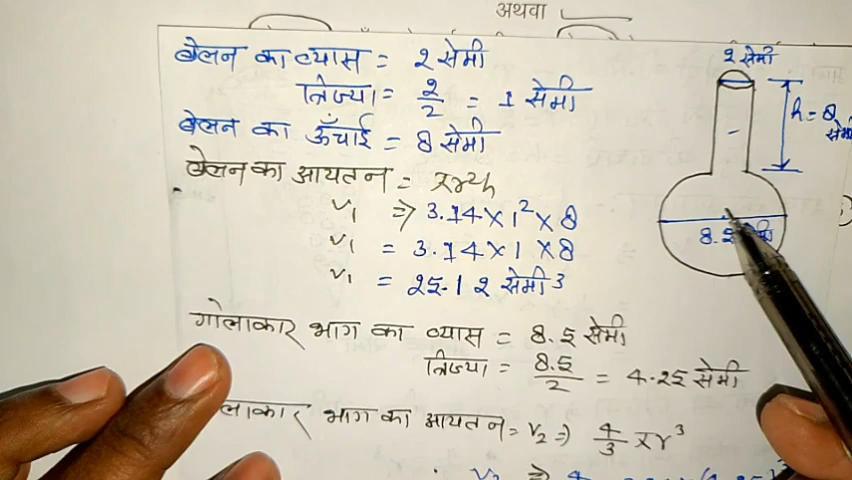 अथवा
बेलन का व्यास = 2 सेमी
त्रिज्या = 2/2 = 1 सेमी
बेलन का ऊँचाई = 8 सेमी
बेलन का आयतन = πr²h
V₁ ⇒ 3.14 × 1² × 8
V₁ = 3.14 × 1 × 8
V₁ = 25.12 सेमी³
गोलाकार भाग का व्यास = 8.5 सेमी
त्रिज्या = 8.5/2 = 4.25 सेमी
गोलाकार भाग का आयतन = V₂ ⇒ 4/3 πr³
2 सेमी
h = 8
सेमी